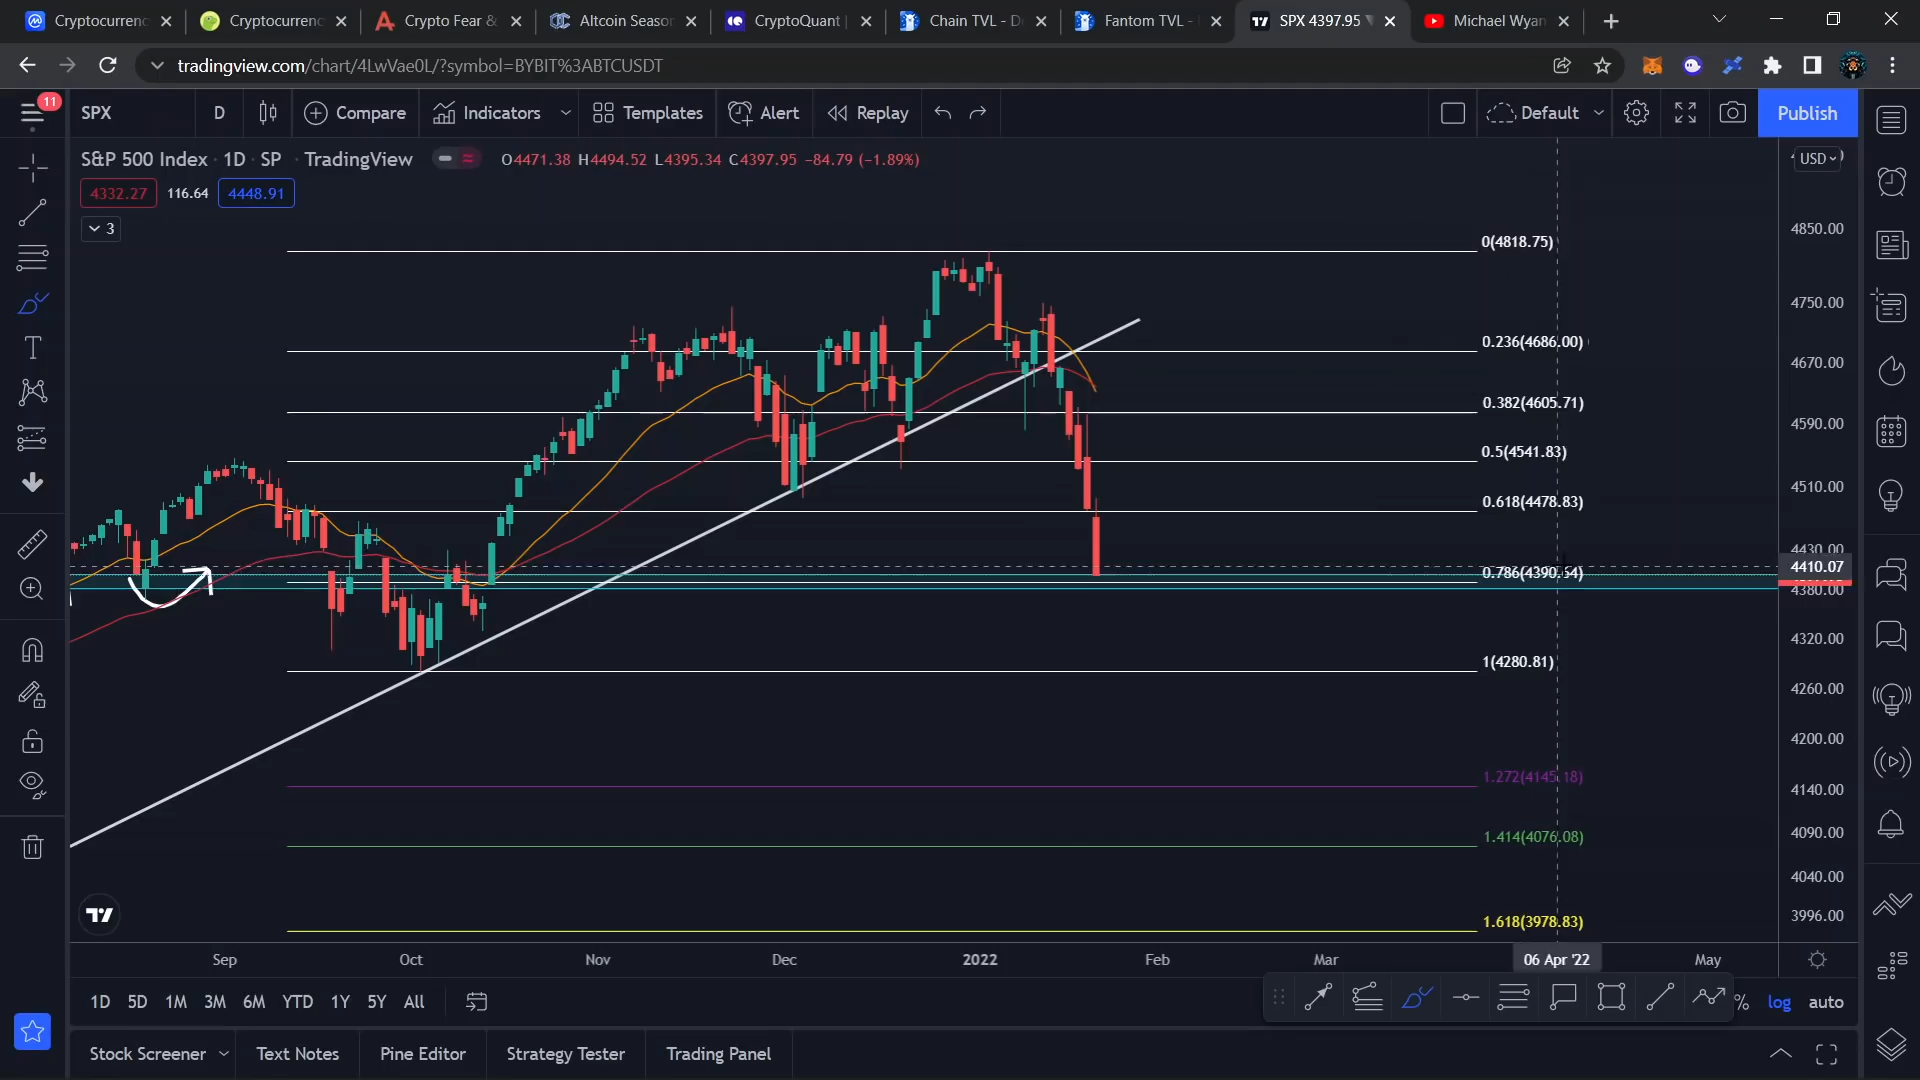 Cryptocurrenc
Cryptocurrenc
Crypto Fear &
Altcoin Seasor
CryptoQuant |
Chain TVL - D
Fantom TVL -
SPX 4397.95
Michael Wyan
tradingview.com/chart/4LwVae0L/?symbol=BYBIT%3ABTCUSDT
11
SPX
D
Compare
Indicators
Templates
Alert
Replay
Default
Publish
S&P 500 Index · 1D · SP · TradingView
O4471.38 H4494.52 L4395.34 C4397.95 −84.79 (−1.89%)
USD
4332.27
116.64
4448.91
3
0(4818.75)
0.236(4686.00)
0.382(4605.71)
0.5(4541.83)
0.618(4478.83)
0.786(4390.54)
1(4280.81)
1.272(4145.18)
1.414(4076.08)
1.618(3978.83)
4850.00
4750.00
4670.00
4590.00
4510.00
4430.00
4410.07
4380.00
4320.00
4260.00
4200.00
4140.00
4090.00
4040.00
3996.00
Sep
Oct
Nov
Dec
2022
Feb
Mar
06 Apr '22
May
1D
5D
1M
3M
6M
YTD
1Y
5Y
All
%
log
auto
Stock Screener
Text Notes
Pine Editor
Strategy Tester
Trading Panel